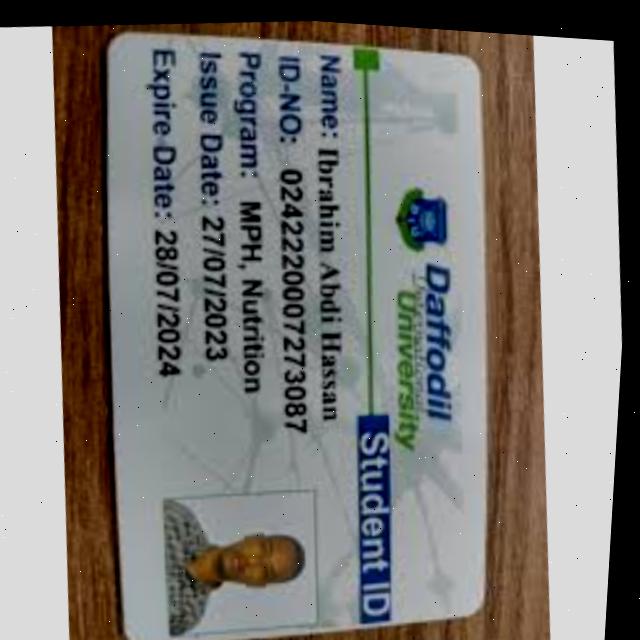 Daffodil
University
Student ID
Name: Ibrahim Abdi Hassan
ID-NO: 0242220007273087
Program: MPH, Nutrition
Issue Date: 27/07/2023
Expire Date: 28/07/2024